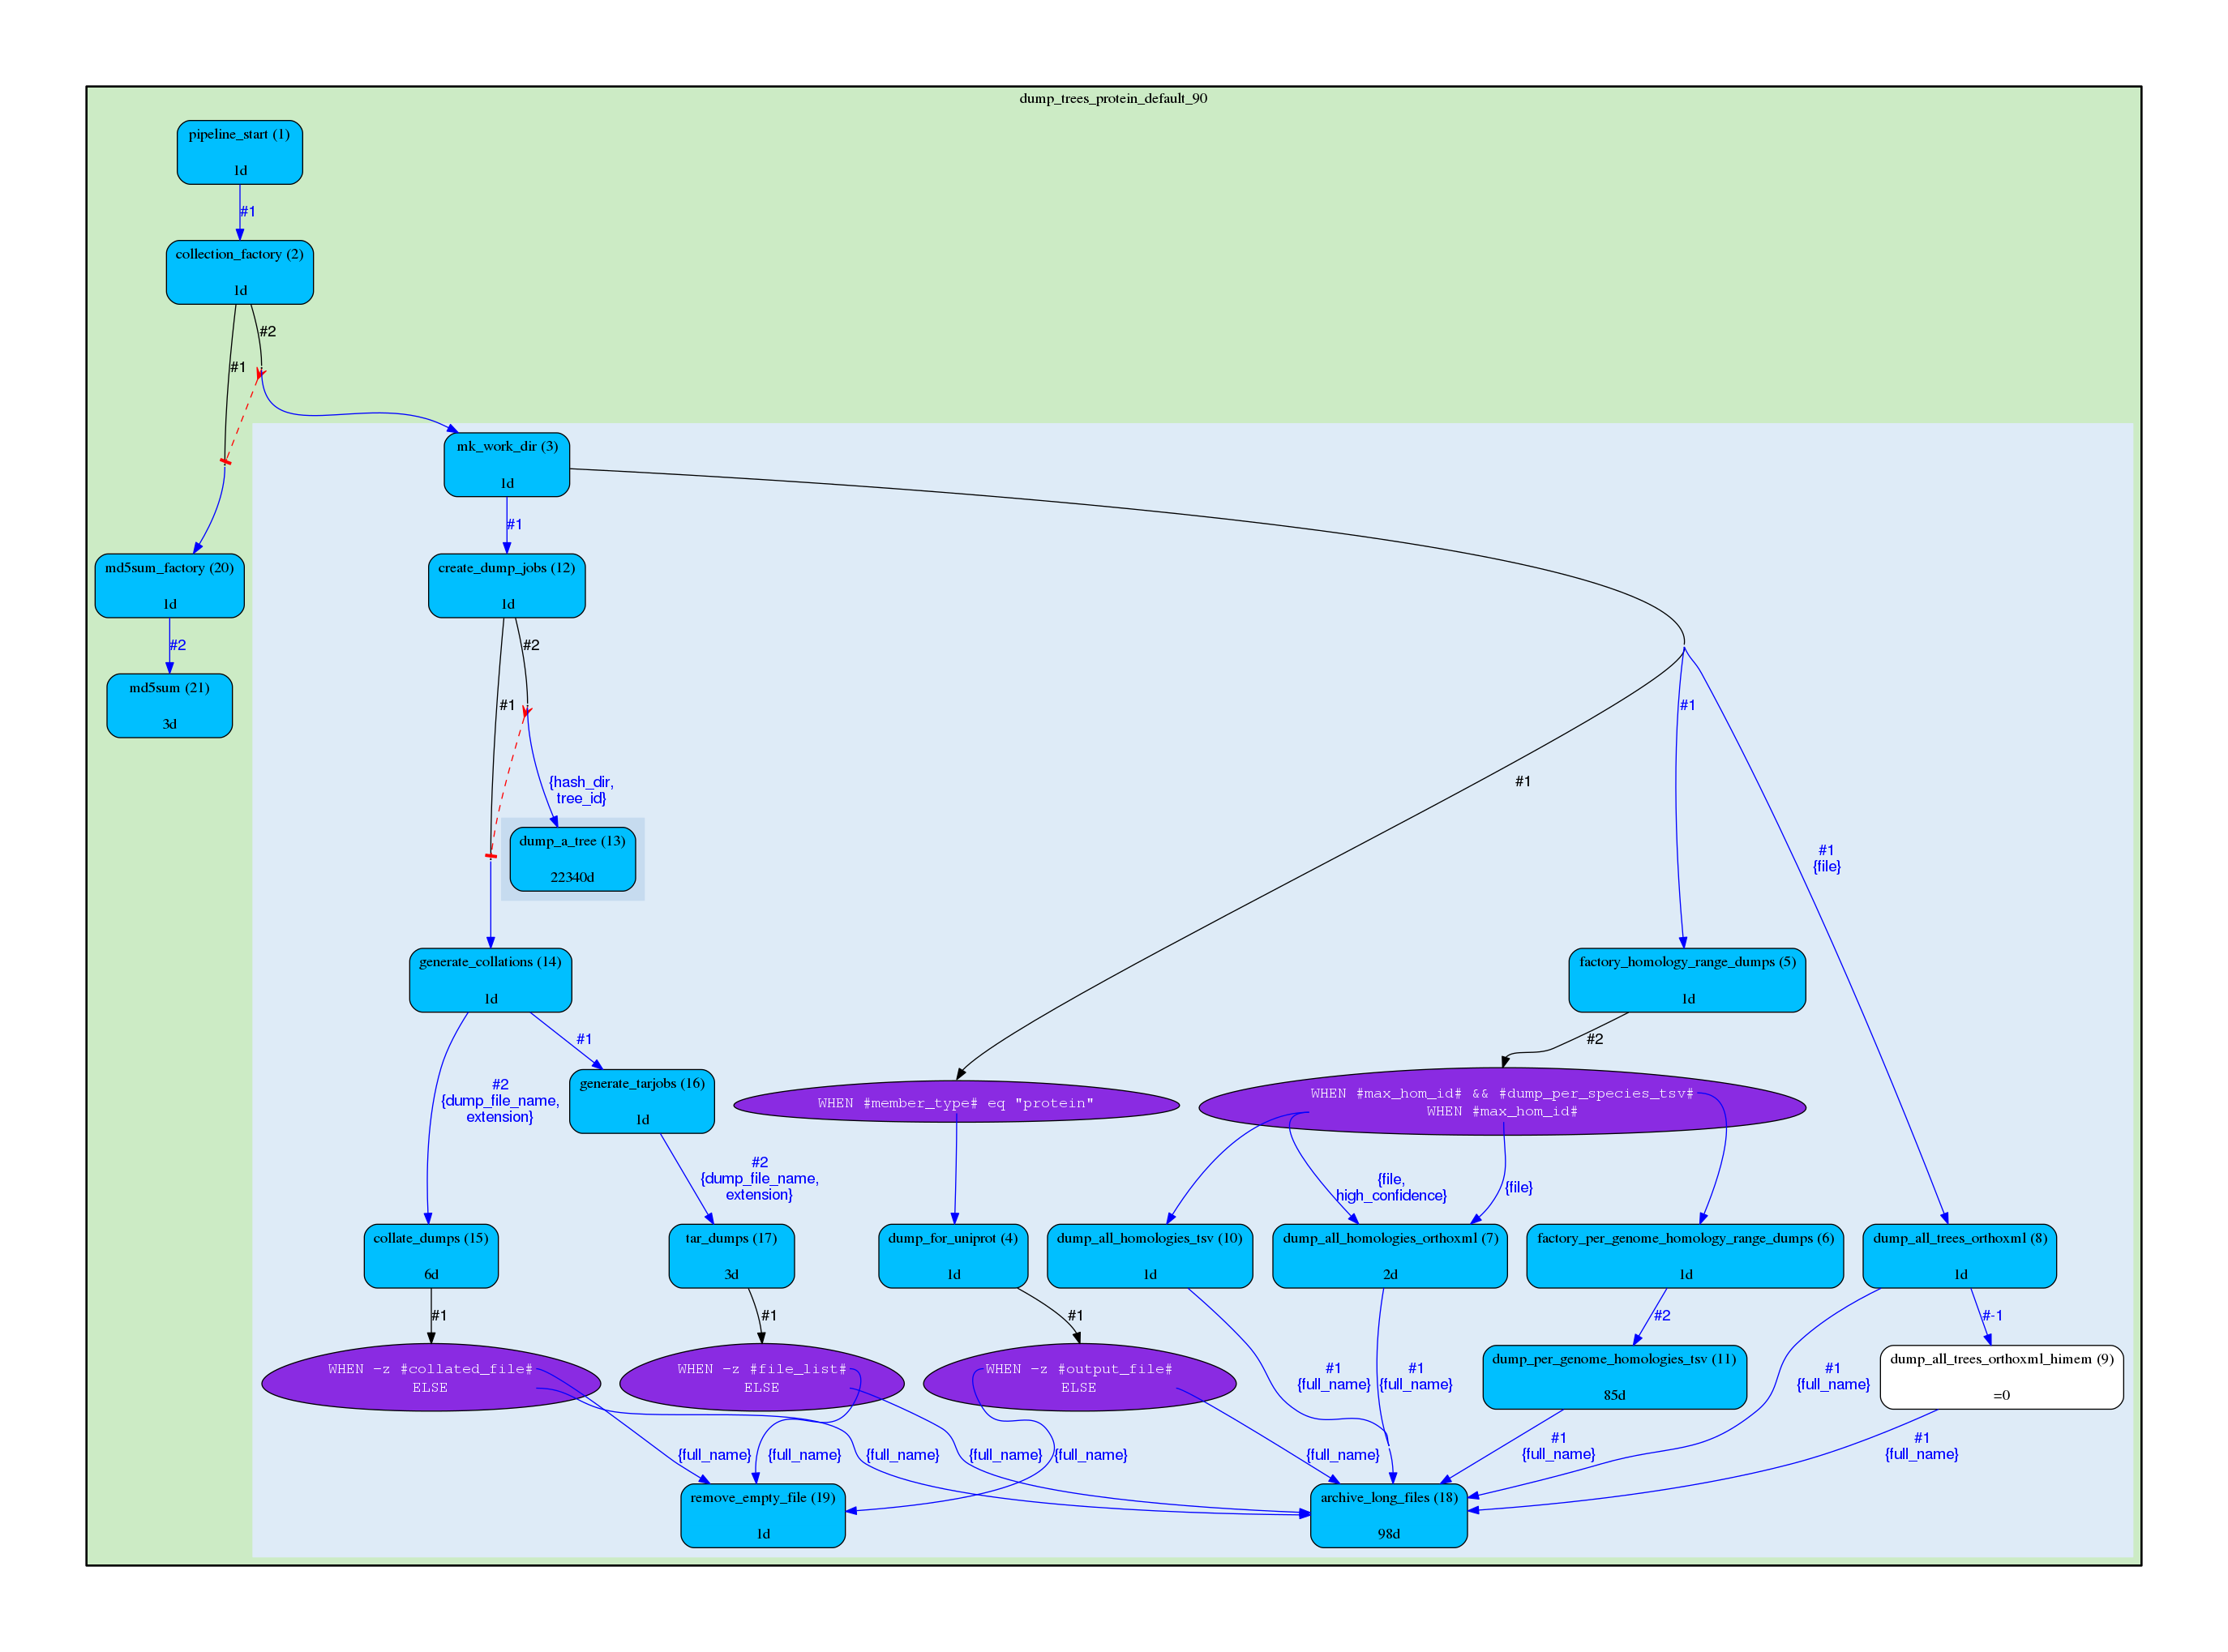 dump_trees_protein_default_90
pipeline_start (1)
1d
#1
collection_factory (2)
1d
#2
#1
mk_work_dir (3)
1d
#1
md5sum_factory (20)
1d
#2
md5sum (21)
3d
create_dump_jobs (12)
1d
#2
#1
{hash_dir,
tree_id}
dump_a_tree (13)
22340d
#1
#1
#1
{file}
generate_collations (14)
1d
#1
factory_homology_range_dumps (5)
1d
#2
#2
{dump_file_name,
extension}
generate_tarjobs (16)
1d
#2
{dump_file_name,
extension}
WHEN #member_type# eq "protein"
WHEN #max_hom_id# && #dump_per_species_tsv#
WHEN #max_hom_id#
{file,
high_confidence}
{file}
collate_dumps (15)
6d
tar_dumps (17)
3d
dump_for_uniprot (4)
1d
dump_all_homologies_tsv (10)
1d
dump_all_homologies_orthoxml (7)
2d
factory_per_genome_homology_range_dumps (6)
1d
dump_all_trees_orthoxml (8)
1d
#1
#1
#1
#2
#-1
WHEN -z #collated_file#
ELSE
WHEN -z #file_list#
ELSE
WHEN -z #output_file#
ELSE
#1
{full_name}
#1
{full_name}
dump_per_genome_homologies_tsv (11)
85d
#1
{full_name}
dump_all_trees_orthoxml_himem (9)
=0
{full_name}
{full_name}
{full_name}
{full_name}
{full_name}
{full_name}
#1
{full_name}
#1
{full_name}
remove_empty_file (19)
1d
archive_long_files (18)
98d